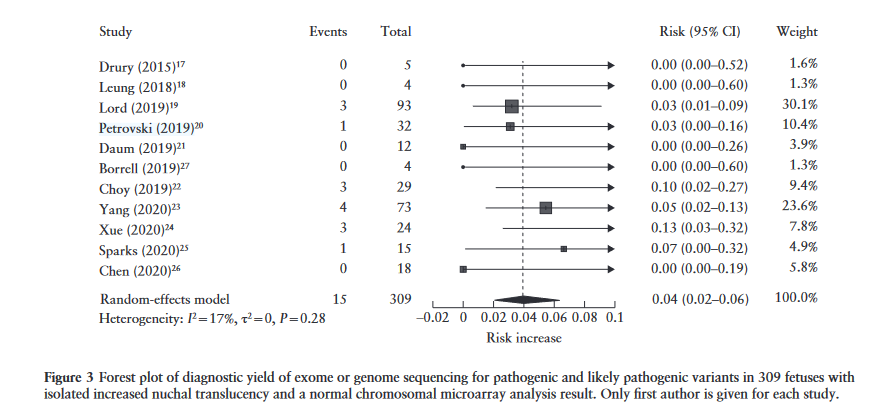 Study Events Total Risk (95% CI) Weight
Drury (2015)¹⁷ 0 5 0.00 (0.00–0.52) 1.6%
Leung (2018)¹⁸ 0 4 0.00 (0.00–0.60) 1.3%
Lord (2019)¹⁹ 3 93 0.03 (0.01–0.09) 30.1%
Petrovski (2019)²⁰ 1 32 0.03 (0.00–0.16) 10.4%
Daum (2019)²¹ 0 12 0.00 (0.00–0.26) 3.9%
Borrell (2019)²⁷ 0 4 0.00 (0.00–0.60) 1.3%
Choy (2019)²² 3 29 0.10 (0.02–0.27) 9.4%
Yang (2020)²³ 4 73 0.05 (0.02–0.13) 23.6%
Xue (2020)²⁴ 3 24 0.13 (0.03–0.32) 7.8%
Sparks (2020)²⁵ 1 15 0.07 (0.00–0.32) 4.9%
Chen (2020)²⁶ 0 18 0.00 (0.00–0.19) 5.8%
Random-effects model 15 309 0.04 (0.02–0.06) 100.0%
Heterogeneity: I²=17%, τ²=0, P=0.28
−0.02 0 0.02 0.04 0.06 0.08 0.1
Risk increase
Figure 3 Forest plot of diagnostic yield of exome or genome sequencing for pathogenic and likely pathogenic variants in 309 fetuses with
isolated increased nuchal translucency and a normal chromosomal microarray analysis result. Only first author is given for each study.